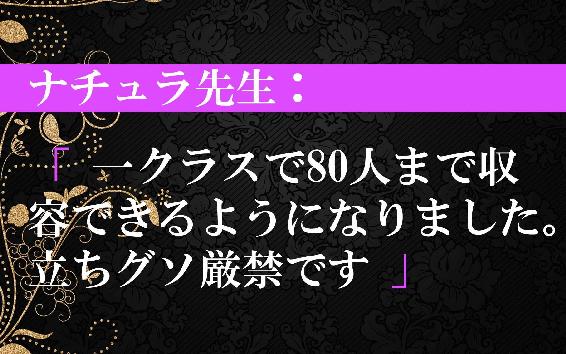 ナチュラ先生：
「 一クラスで80人まで収
容できるようになりました。
立ちグソ厳禁です 」